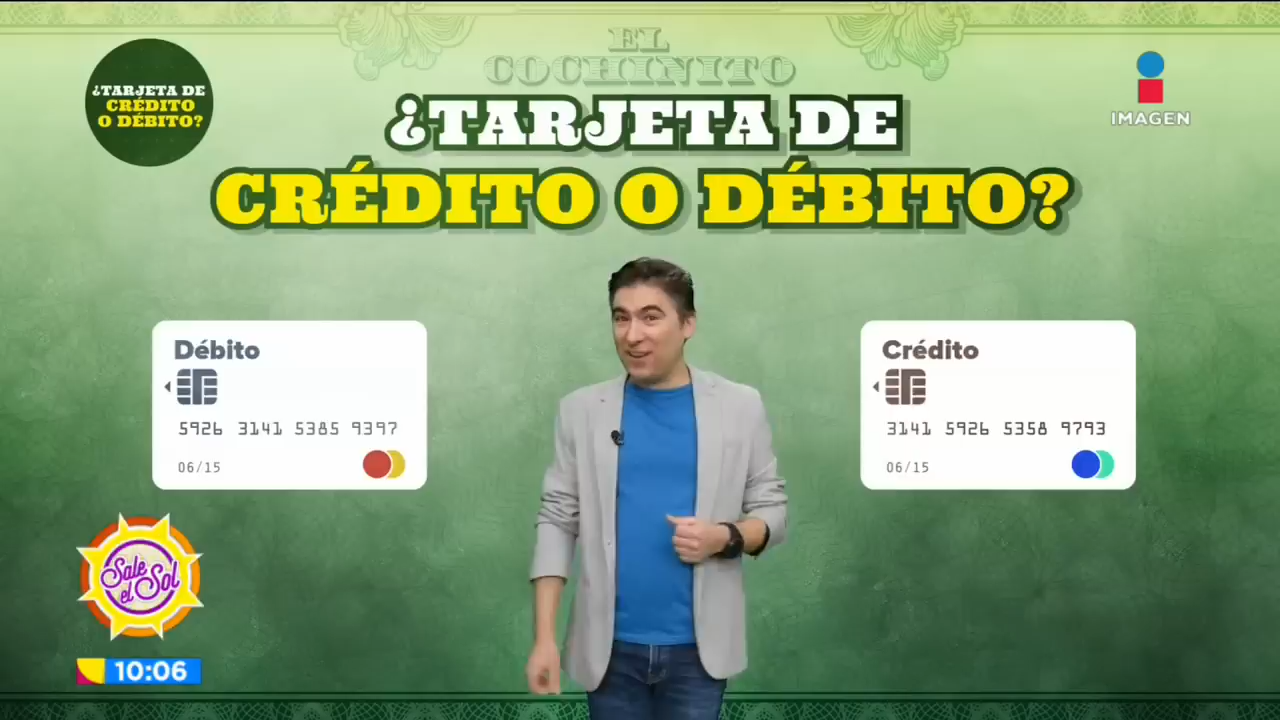 EL
COCHINITO
¿TARJETA DE
CRÉDITO O DÉBITO?
¿TARJETA DE
CRÉDITO
O DÉBITO?
IMAGEN
Débito
5926 3141 5385 9397
06/15
Crédito
3141 5926 5358 9793
06/15
Sale
el Sol
10:06